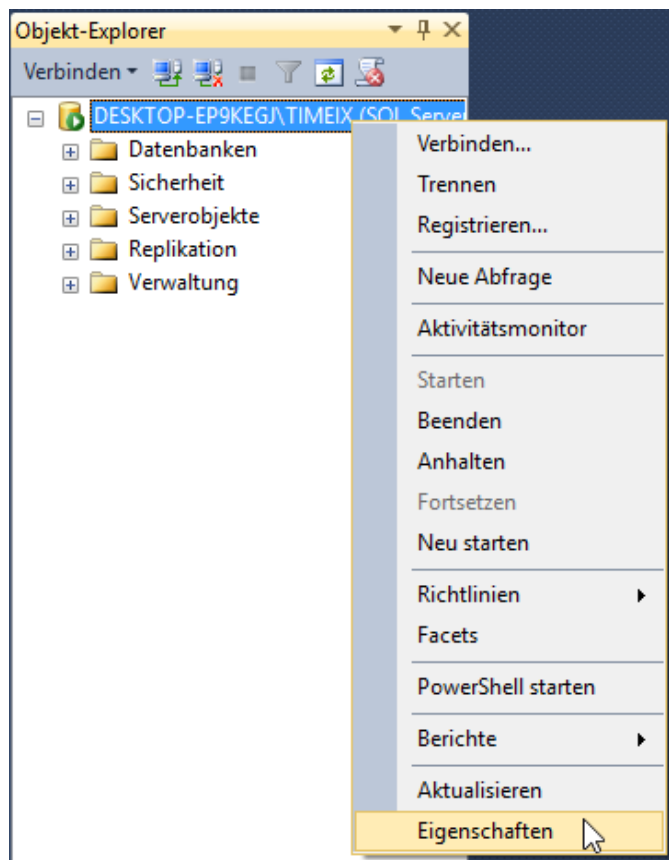 Objekt-Explorer
Verbinden
DESKTOP-EP9KEGJ\TIMEIX (SQL Server
Datenbanken
Sicherheit
Serverobjekte
Replikation
Verwaltung
Verbinden...
Trennen
Registrieren...
Neue Abfrage
Aktivitätsmonitor
Starten
Beenden
Anhalten
Fortsetzen
Neu starten
Richtlinien
Facets
PowerShell starten
Berichte
Aktualisieren
Eigenschaften